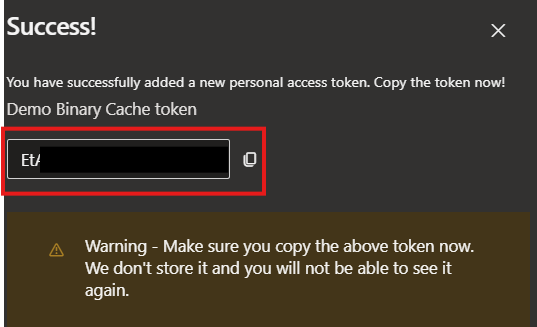 Success!
You have successfully added a new personal access token. Copy the token now!
Demo Binary Cache token
EtA
Warning - Make sure you copy the above token now.
We don't store it and you will not be able to see it
again.